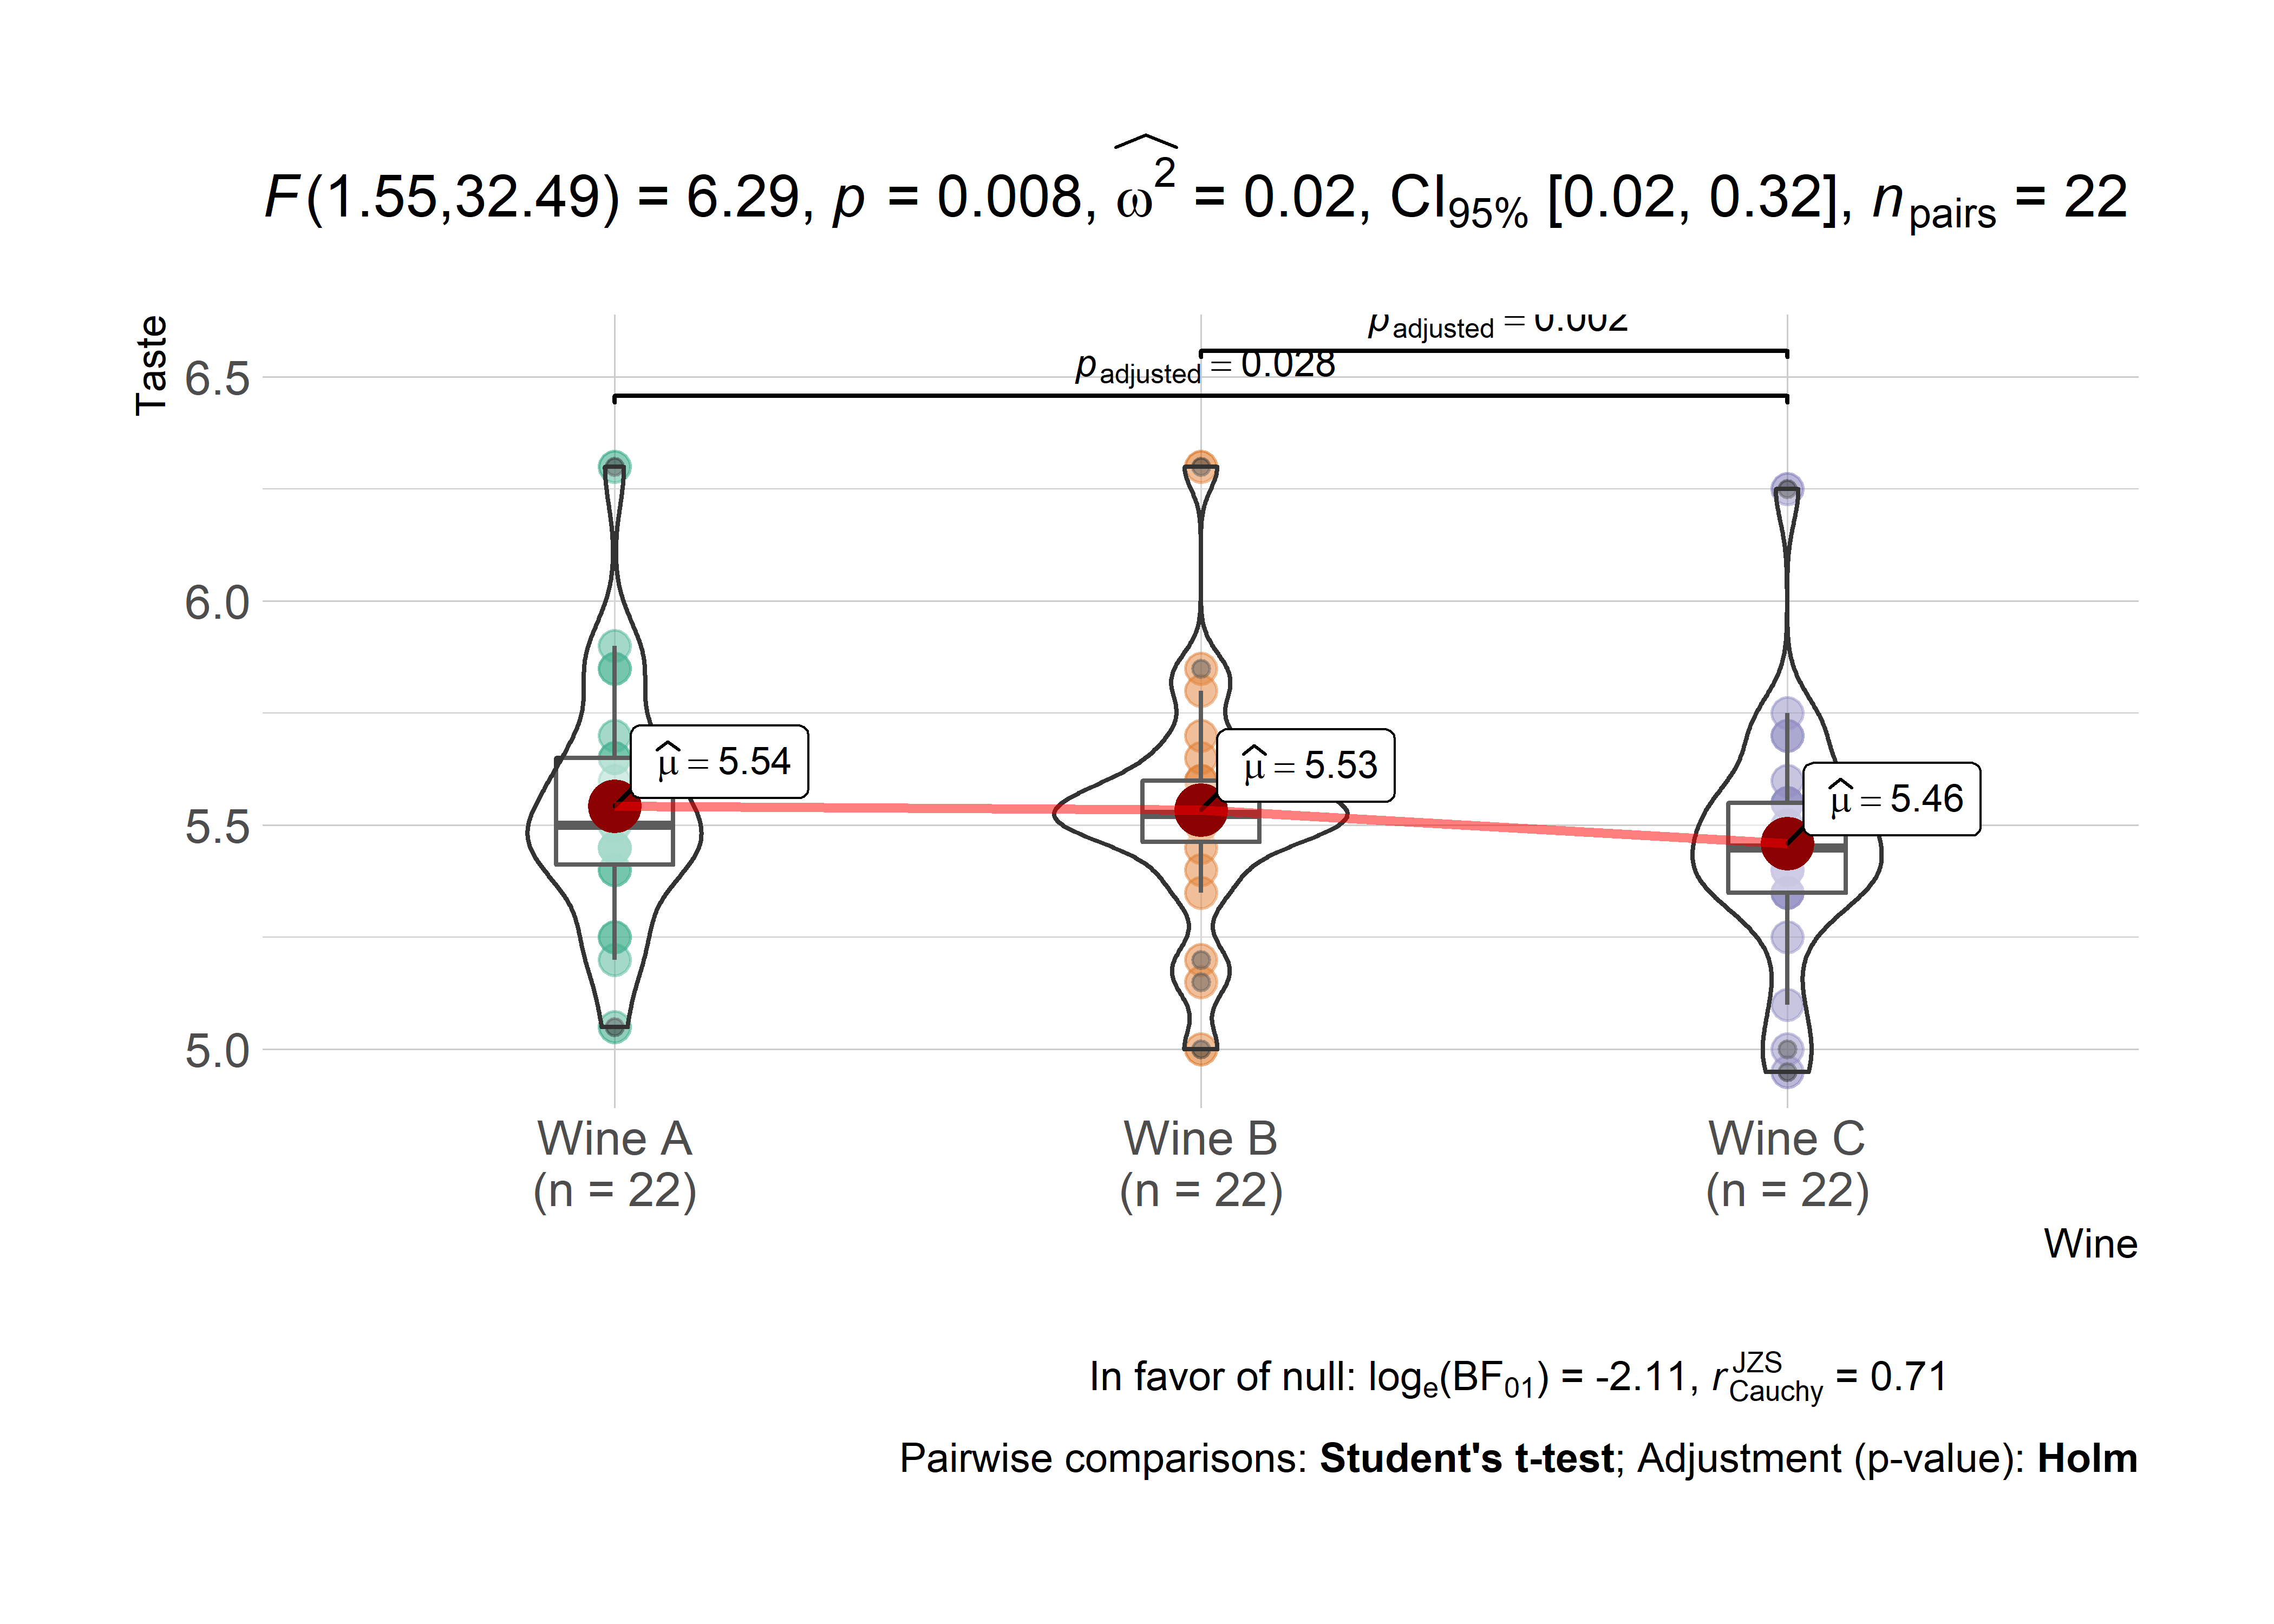 F(1.55,32.49) = 6.29, p = 0.008, ω̂² = 0.02, CI95% [0.02, 0.32], npairs = 22
Taste
padjusted = 0.002
padjusted = 0.028
6.5
6.0
5.5
5.0
μ̂ = 5.54
μ̂ = 5.53
μ̂ = 5.46
Wine A
(n = 22)
Wine B
(n = 22)
Wine C
(n = 22)
Wine
In favor of null: loge(BF01) = -2.11, rJZSCauchy = 0.71
Pairwise comparisons: Student's t-test; Adjustment (p-value): Holm